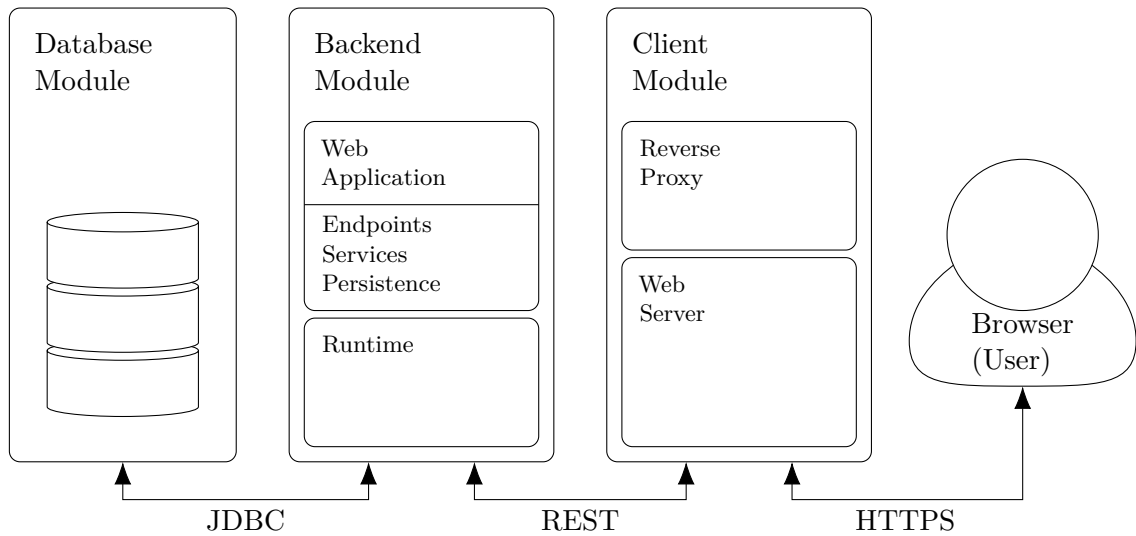 Database
Module
Backend
Module
Web
Application
Endpoints
Services
Persistence
Runtime
Client
Module
Reverse
Proxy
Web
Server
Browser
(User)
JDBC
REST
HTTPS